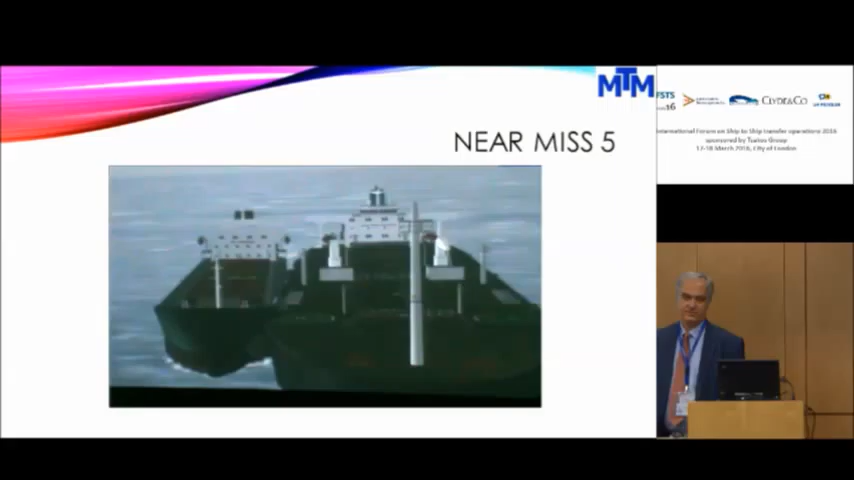 MTM
NEAR MISS 5
FSTS
CLYDE&CO
International Forum on Ship to Ship transfer operations 2016
sponsored by Teekay Group
17-18 March 2016, City of London